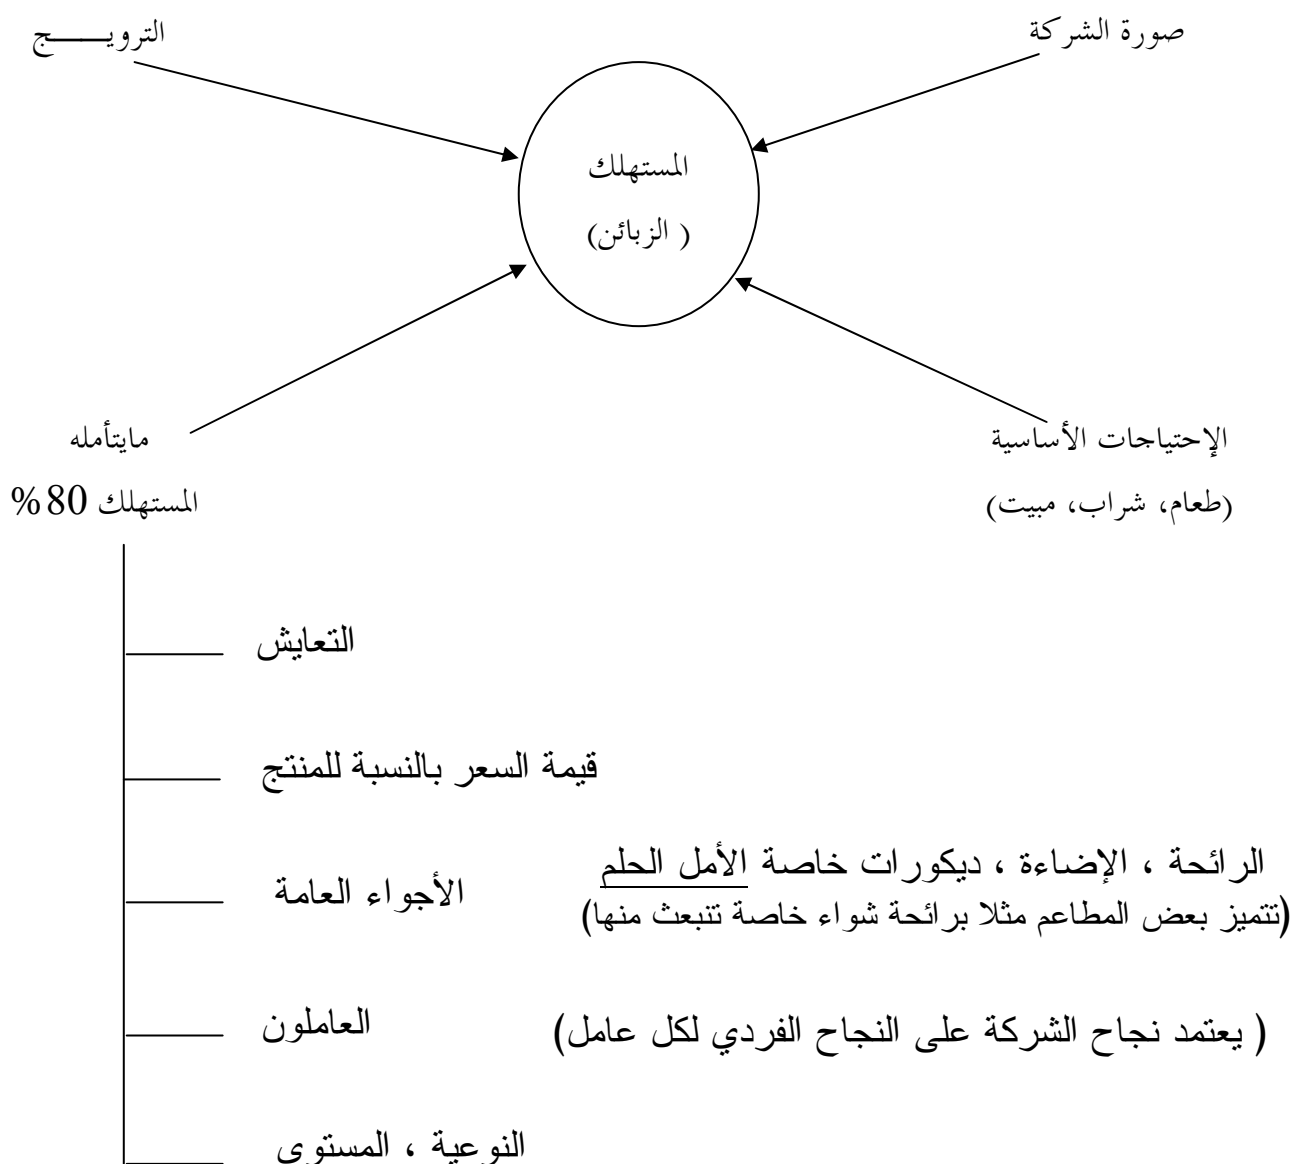 صورة الشركة
الترويـــــج
المستهلك
( الزبائن)
الإحتياجات الأساسية
(طعام، شراب، مبيت)
مايتأمله
المستهلك 80%
التعايش
قيمة السعر بالنسبة للمنتج
الأجواء العامة
الرائحة ، الإضاءة ، ديكورات خاصة الأمل الحلم
(تتميز بعض المطاعم مثلا برائحة شواء خاصة تنبعث منها)
العاملون
( يعتمد نجاح الشركة على النجاح الفردي لكل عامل)
النوعية ، المستوى